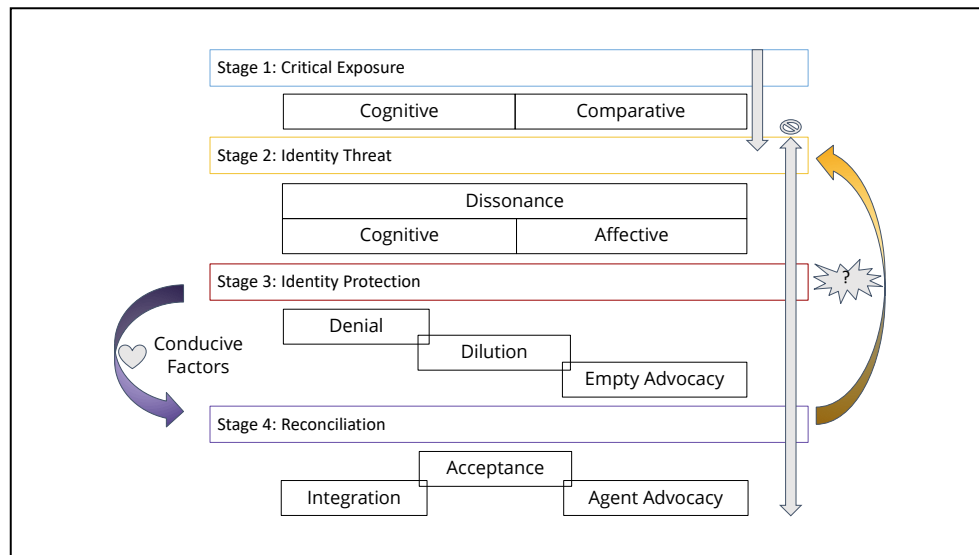 Stage 1: Critical Exposure
Cognitive
Comparative
Stage 2: Identity Threat
Dissonance
Cognitive
Affective
Stage 3: Identity Protection
?
Denial
Conducive
Factors
Dilution
Empty Advocacy
Stage 4: Reconciliation
Acceptance
Integration
Agent Advocacy